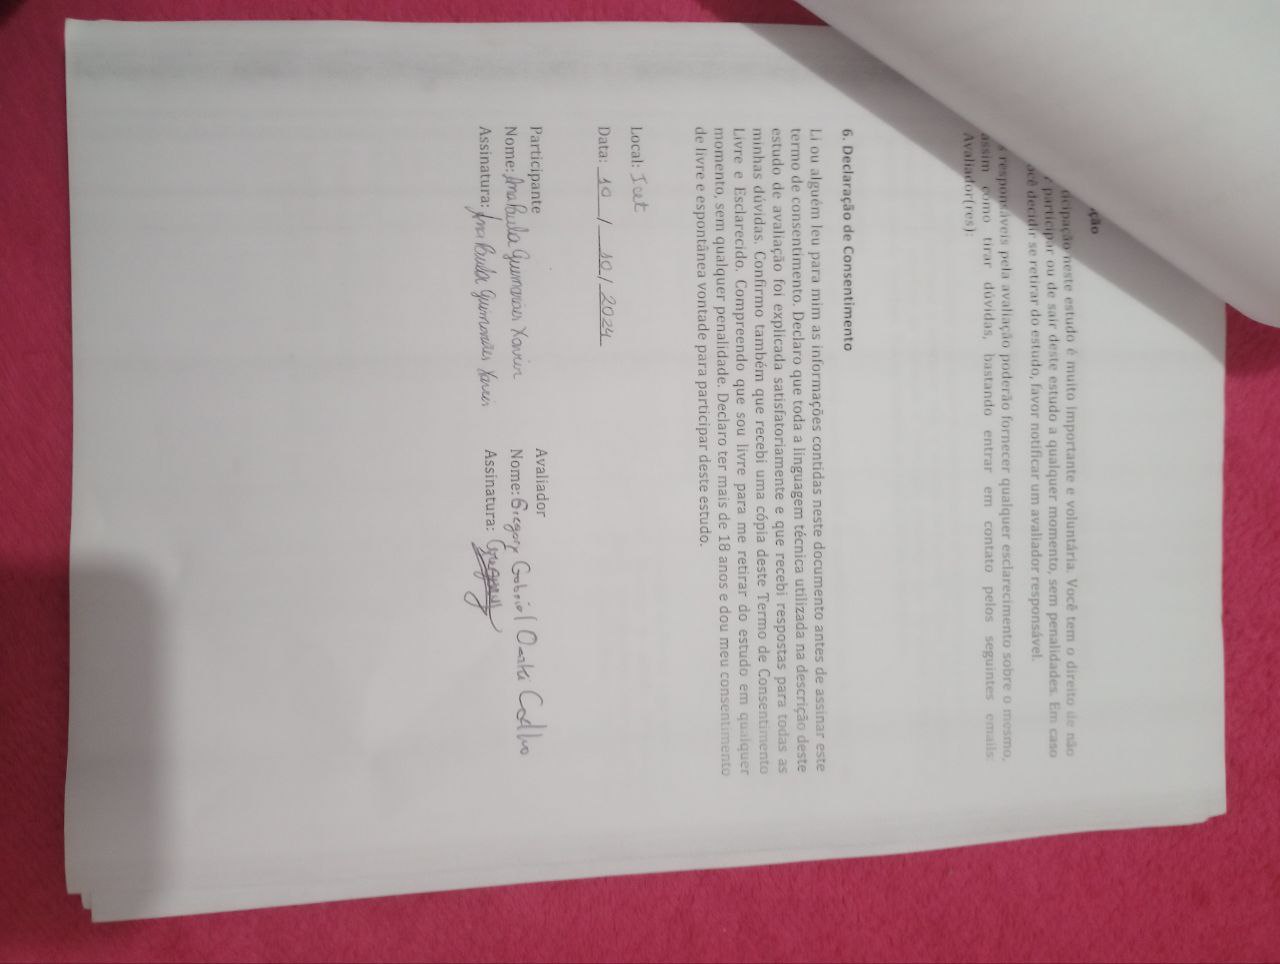 ção
ticipação neste estudo é muito importante e voluntária. Você tem o direito de não
participar ou de sair deste estudo a qualquer momento, sem penalidades. Em caso
ocê decidir se retirar do estudo, favor notificar um avaliador responsável.
s responsáveis pela avaliação poderão fornecer qualquer esclarecimento sobre o mesmo,
assim como tirar dúvidas, bastando entrar em contato pelos seguintes emails:
Avaliador(res):
6. Declaração de Consentimento
Li ou alguém leu para mim as informações contidas neste documento antes de assinar este
termo de consentimento. Declaro que toda a linguagem técnica utilizada na descrição deste
estudo de avaliação foi explicada satisfatoriamente e que recebi respostas para todas as
minhas dúvidas. Confirmo também que recebi uma cópia deste Termo de Consentimento
Livre e Esclarecido. Compreendo que sou livre para me retirar do estudo em qualquer
momento, sem qualquer penalidade. Declaro ter mais de 18 anos e dou meu consentimento
de livre e espontânea vontade para participar deste estudo.
Local: Icet
Data: 10 / 10 / 2024
Participante Avaliador
Nome: Ana Paula Guimarães Xavier Nome: Gregory Gabriel Ozaki Coelho
Assinatura: Ana Paula Guimarães Xavier Assinatura: Gregory